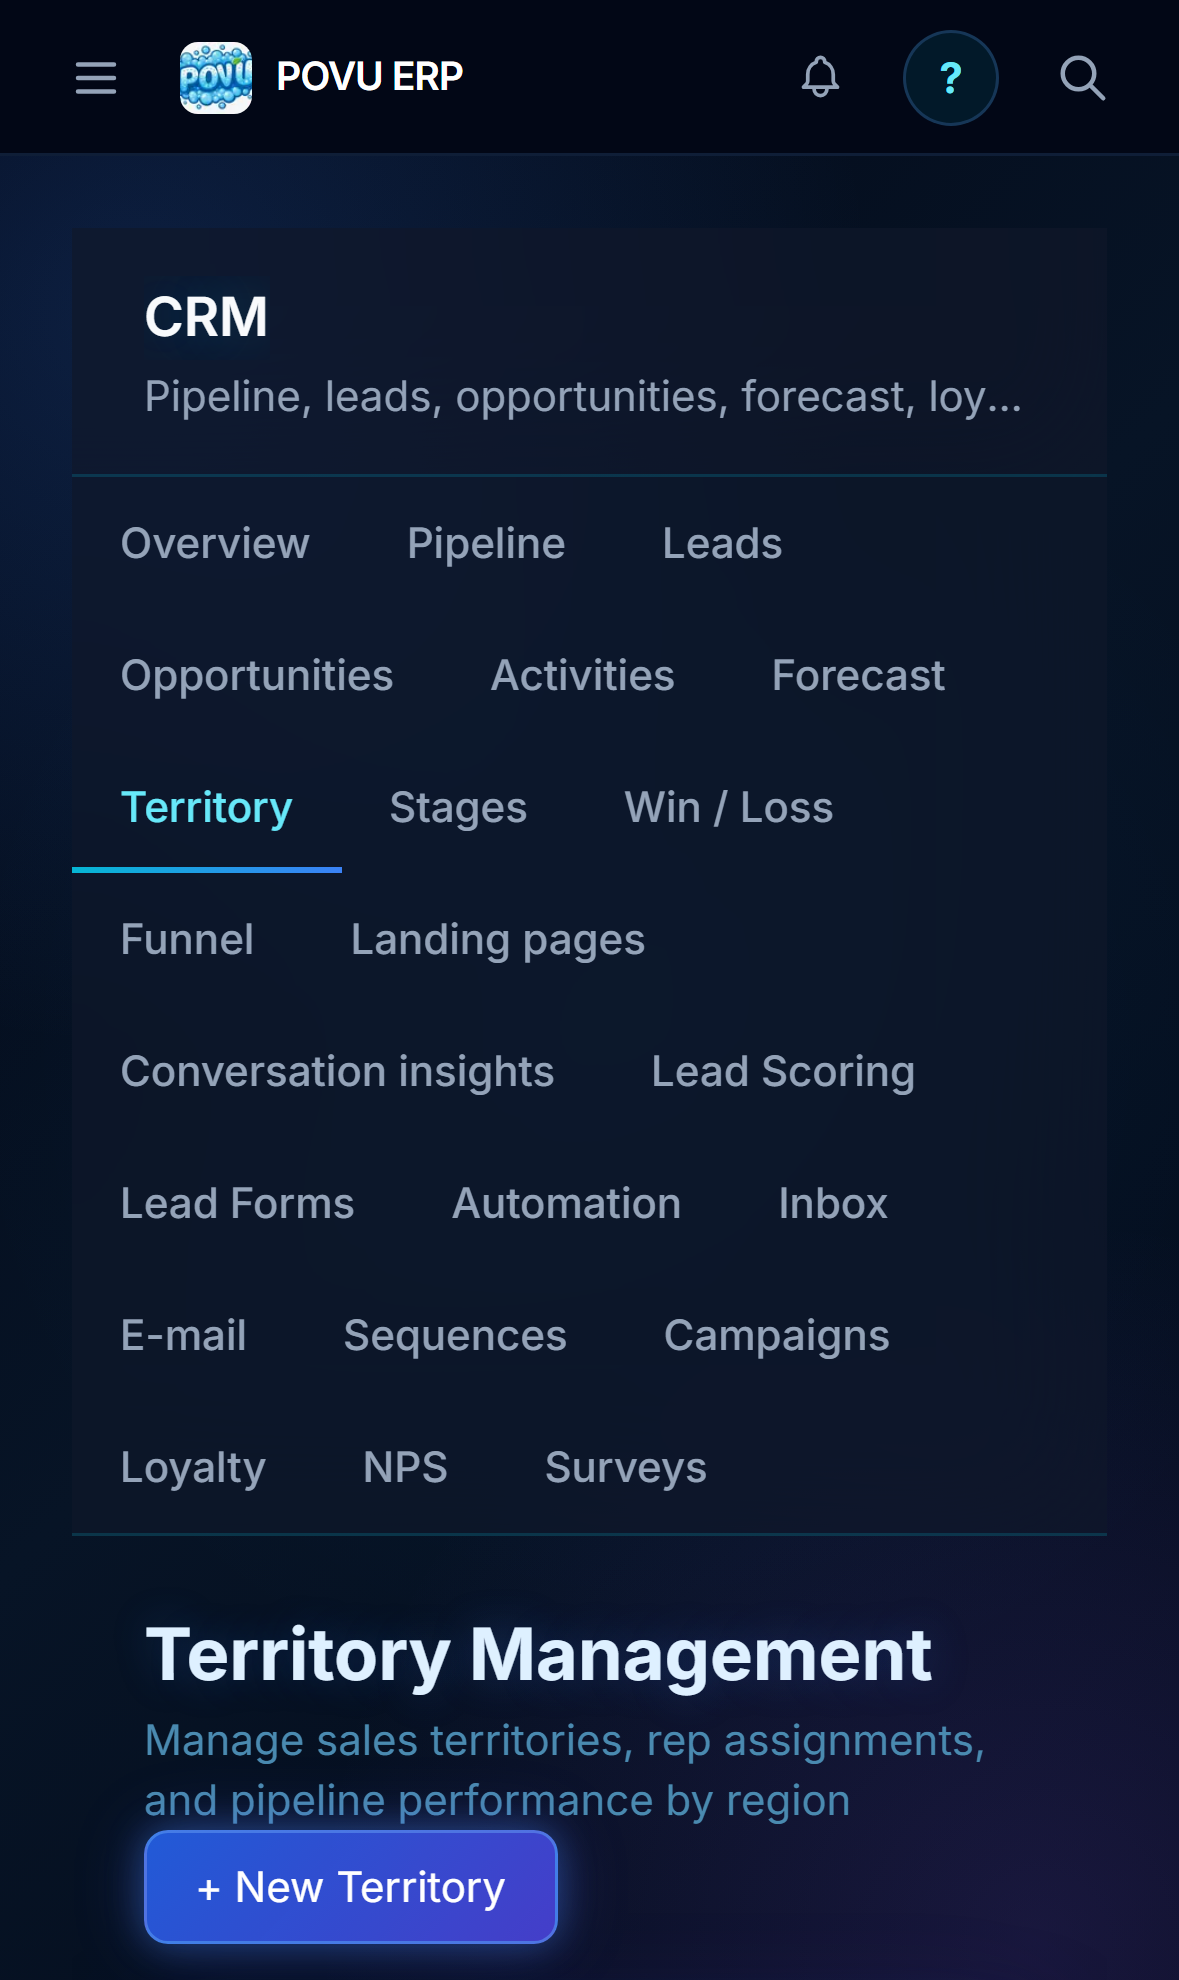 POVU
POVU ERP
?
CRM
Pipeline, leads, opportunities, forecast, loy...
Overview Pipeline Leads
Opportunities Activities Forecast
Territory Stages Win / Loss
Funnel Landing pages
Conversation insights Lead Scoring
Lead Forms Automation Inbox
E-mail Sequences Campaigns
Loyalty NPS Surveys
Territory Management
Manage sales territories, rep assignments,
and pipeline performance by region
+ New Territory